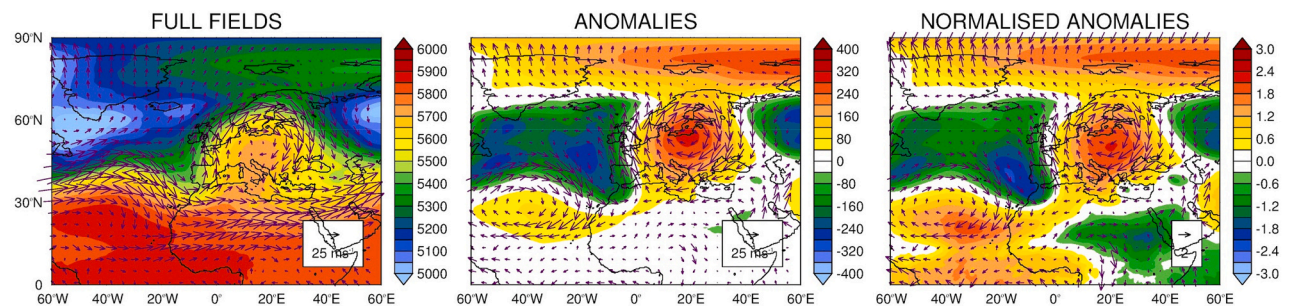 FULL FIELDS
90°N
60°N
30°N
0
60°W
40°W
20°W
0°
20°E
40°E
60°E
25 ms⁻¹
6000
5900
5800
5700
5600
5500
5400
5300
5200
5100
5000
ANOMALIES
60°W
40°W
20°W
0°
20°E
40°E
60°E
25 ms⁻¹
400
320
240
160
80
0
-80
-160
-240
-320
-400
NORMALISED ANOMALIES
60°W
40°W
20°W
0°
20°E
40°E
60°E
2
3.0
2.4
1.8
1.2
0.6
0.0
-0.6
-1.2
-1.8
-2.4
-3.0